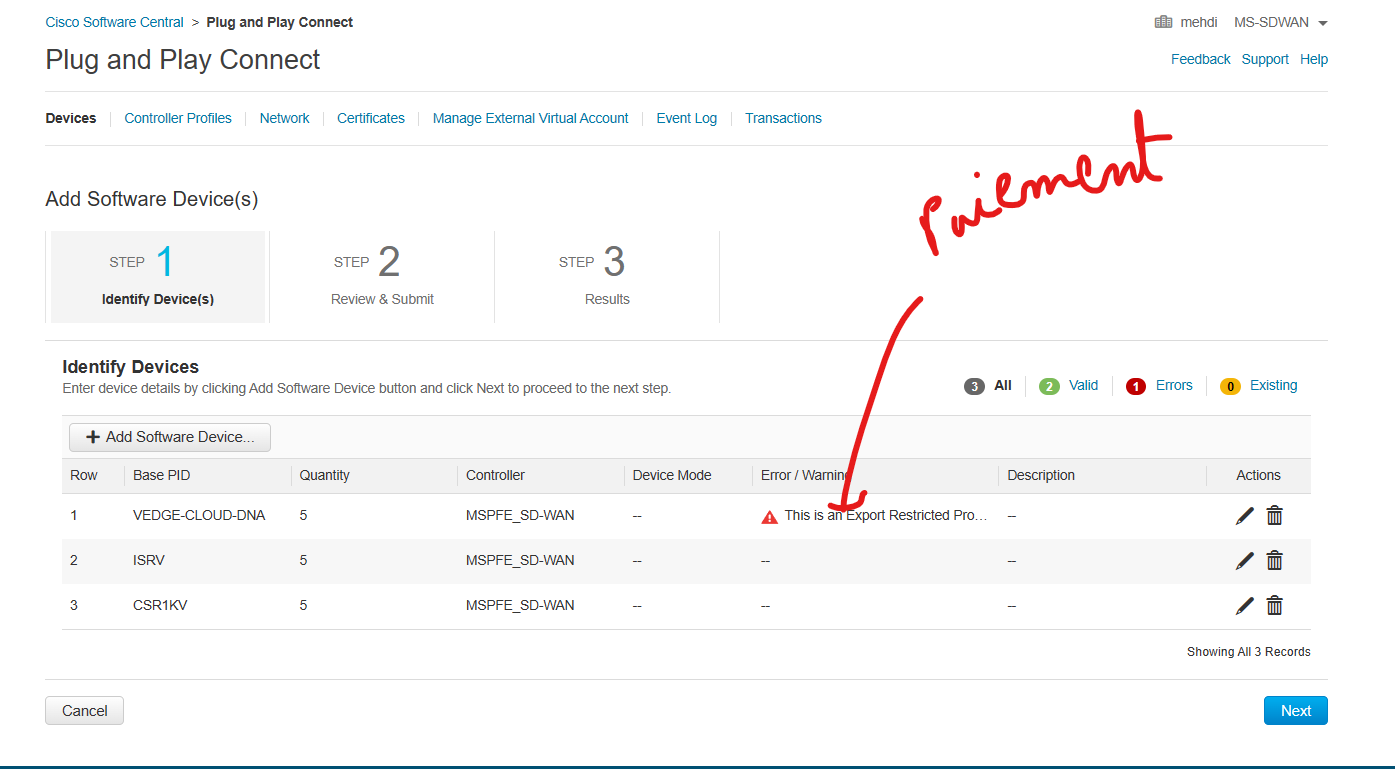 Cisco Software Central > Plug and Play Connect
mehdi MS-SDWAN
Plug and Play Connect
Feedback Support Help
Devices Controller Profiles Network Certificates Manage External Virtual Account Event Log Transactions
Paiement
Add Software Device(s)
STEP 1 STEP 2 STEP 3
Identify Device(s) Review & Submit Results
Identify Devices
Enter device details by clicking Add Software Device button and click Next to proceed to the next step.
3 All 2 Valid 1 Errors 0 Existing
+ Add Software Device...
Row Base PID Quantity Controller Device Mode Error / Warning Description Actions
1 VEDGE-CLOUD-DNA 5 MSPFE_SD-WAN -- This is an Export Restricted Pro... --
2 ISRV 5 MSPFE_SD-WAN -- -- --
3 CSR1KV 5 MSPFE_SD-WAN -- -- --
Showing All 3 Records
Cancel Next